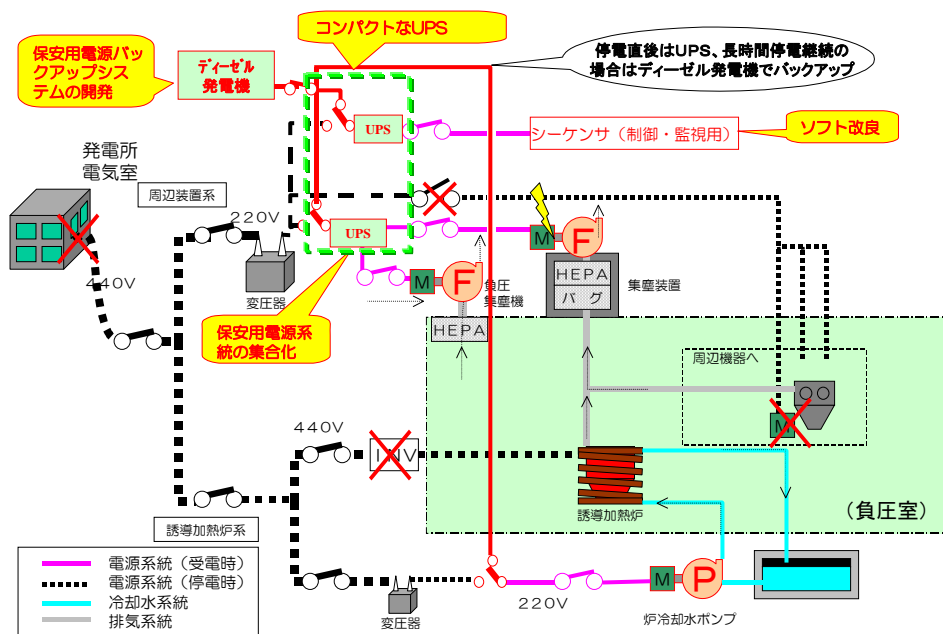 コンパクトなUPS
保安用電源バッ
クアップシス
テムの開発
ディーゼル
発電機
停電直後はUPS、長時間停電継続の
場合はディーゼル発電機でバックアップ
UPS
シーケンサ（制御・監視用）
ソフト改良
発電所
電気室
周辺装置系
220V
UPS
M
F
440V
変圧器
M
F
負圧
集塵機
HEPA
バグ
集塵装置
保安用電源系
統の集合化
HEPA
周辺機器へ
M
440V
INV
誘導加熱炉
（負圧室）
誘導加熱炉系
電源系統（受電時）
電源系統（停電時）
冷却水系統
排気系統
変圧器
220V
M
P
炉冷却水ポンプ